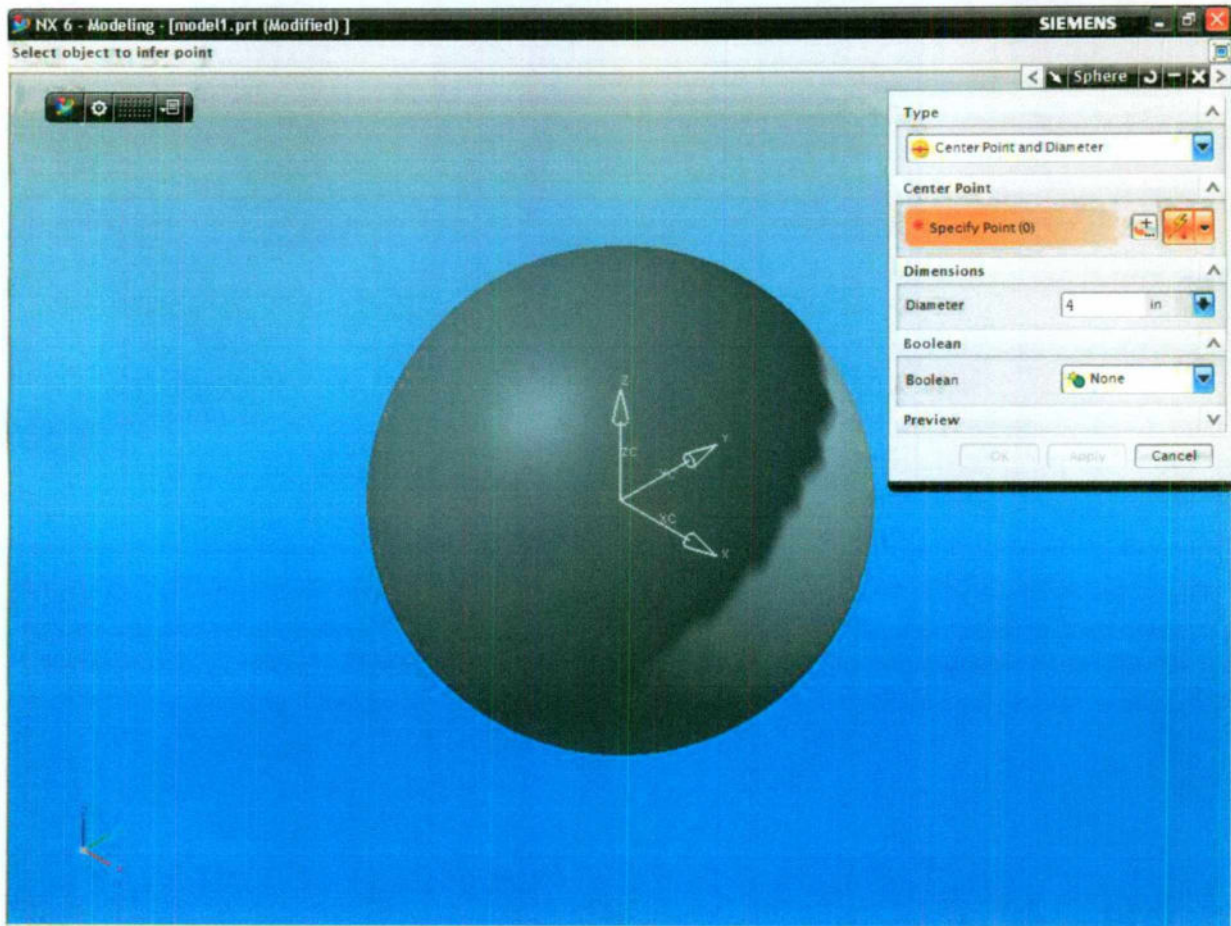 NX 6 - Modeling - [model1.prt (Modified) ]
SIEMENS
Select object to infer point
Sphere
Type
Center Point and Diameter
Center Point
* Specify Point (0)
Dimensions
Diameter
4
in
Boolean
Boolean
None
Preview
OK
Apply
Cancel
Z
ZC
Y
YC
XC
X